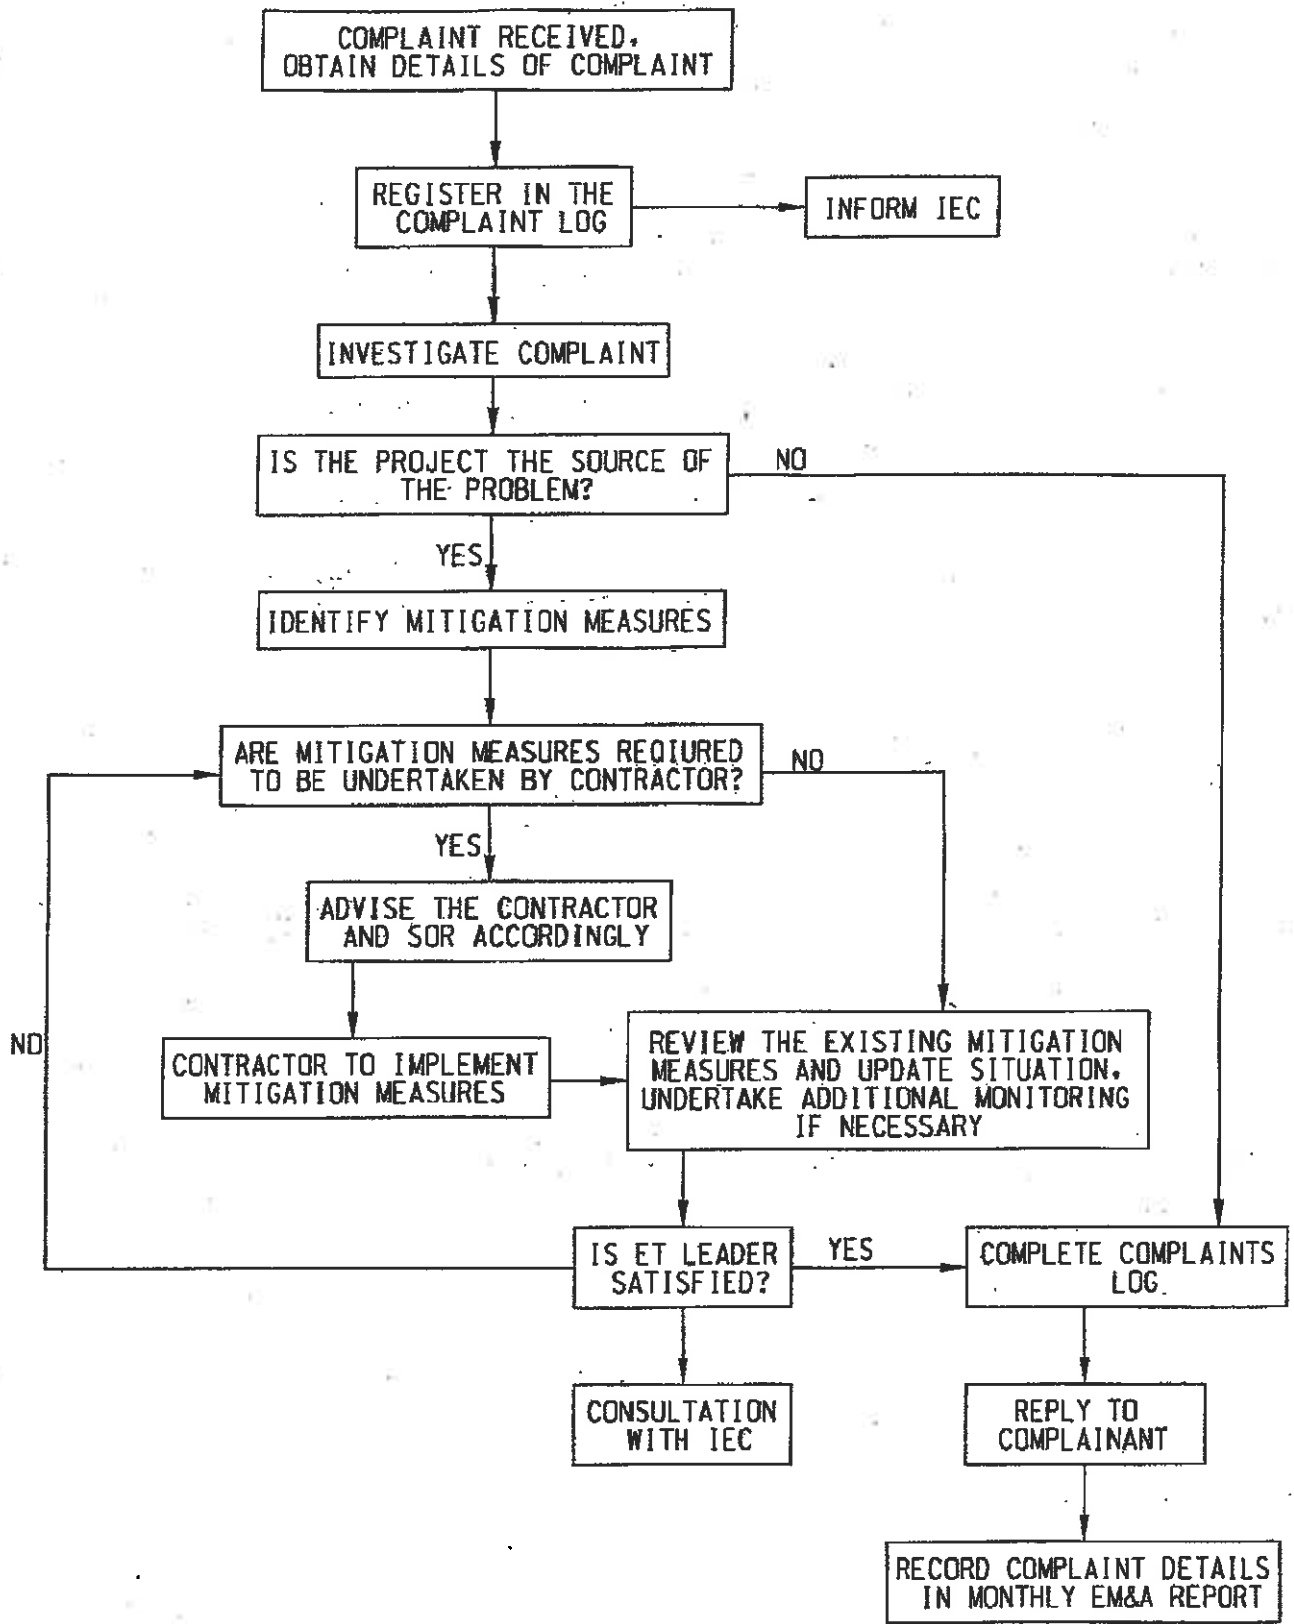 COMPLAINT RECEIVED.
OBTAIN DETAILS OF COMPLAINT
REGISTER IN THE
COMPLAINT LOG
INFORM IEC
INVESTIGATE COMPLAINT
IS THE PROJECT THE SOURCE OF
THE PROBLEM?
NO
YES
IDENTIFY MITIGATION MEASURES
ARE MITIGATION MEASURES REQIURED
TO BE UNDERTAKEN BY CONTRACTOR?
NO
YES
ADVISE THE CONTRACTOR
AND SOR ACCORDINGLY
NO
CONTRACTOR TO IMPLEMENT
MITIGATION MEASURES
REVIEW THE EXISTING MITIGATION
MEASURES AND UPDATE SITUATION.
UNDERTAKE ADDITIONAL MONITORING
IF NECESSARY
IS ET LEADER
SATISFIED?
YES
COMPLETE COMPLAINTS
LOG
CONSULTATION
WITH IEC
REPLY TO
COMPLAINANT
RECORD COMPLAINT DETAILS
IN MONTHLY EM&A REPORT